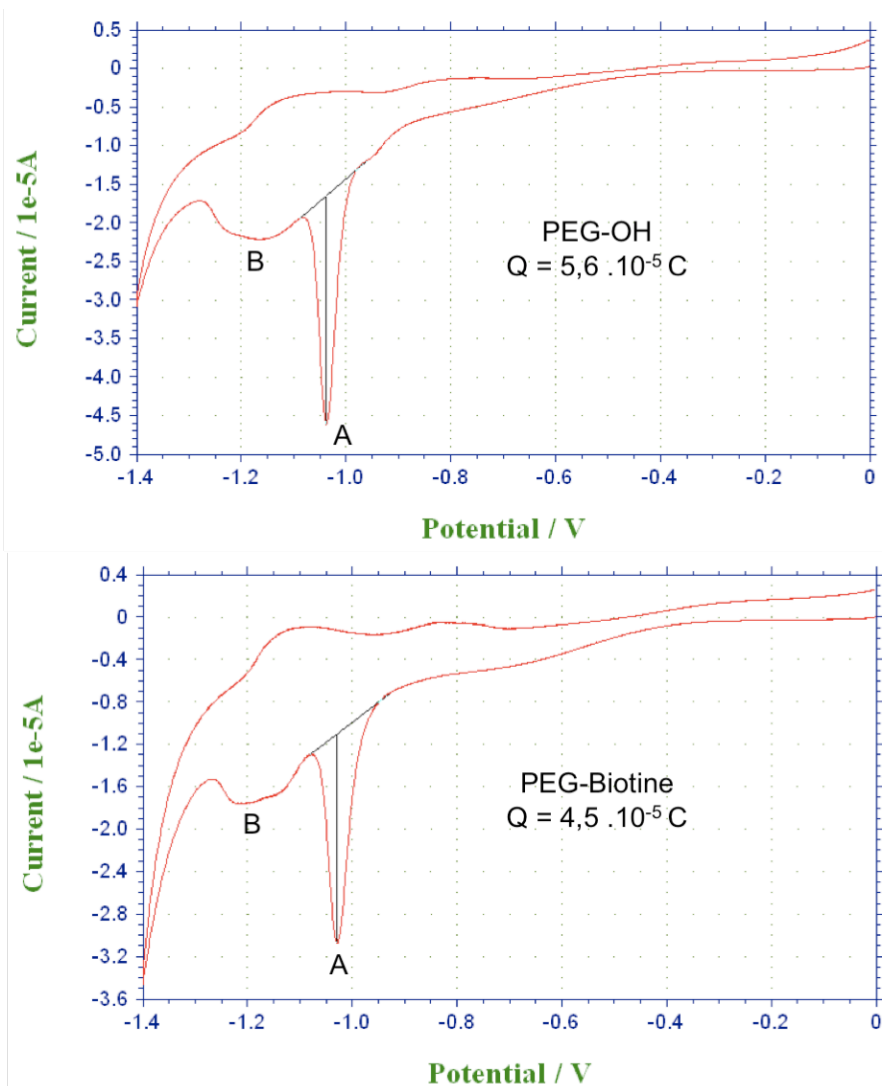 0.5
0
-0.5
-1.0
-1.5
-2.0
-2.5
-3.0
-3.5
-4.0
-4.5
-5.0
Current / 1e-5A
B
A
PEG-OH
Q = 5,6 .10⁻⁵ C
-1.4 -1.2 -1.0 -0.8 -0.6 -0.4 -0.2 0
Potential / V
0.4
0
-0.4
-0.8
-1.2
-1.6
-2.0
-2.4
-2.8
-3.2
-3.6
Current / 1e-5A
B
A
PEG-Biotine
Q = 4,5 .10⁻⁵ C
-1.4 -1.2 -1.0 -0.8 -0.6 -0.4 -0.2 0
Potential / V